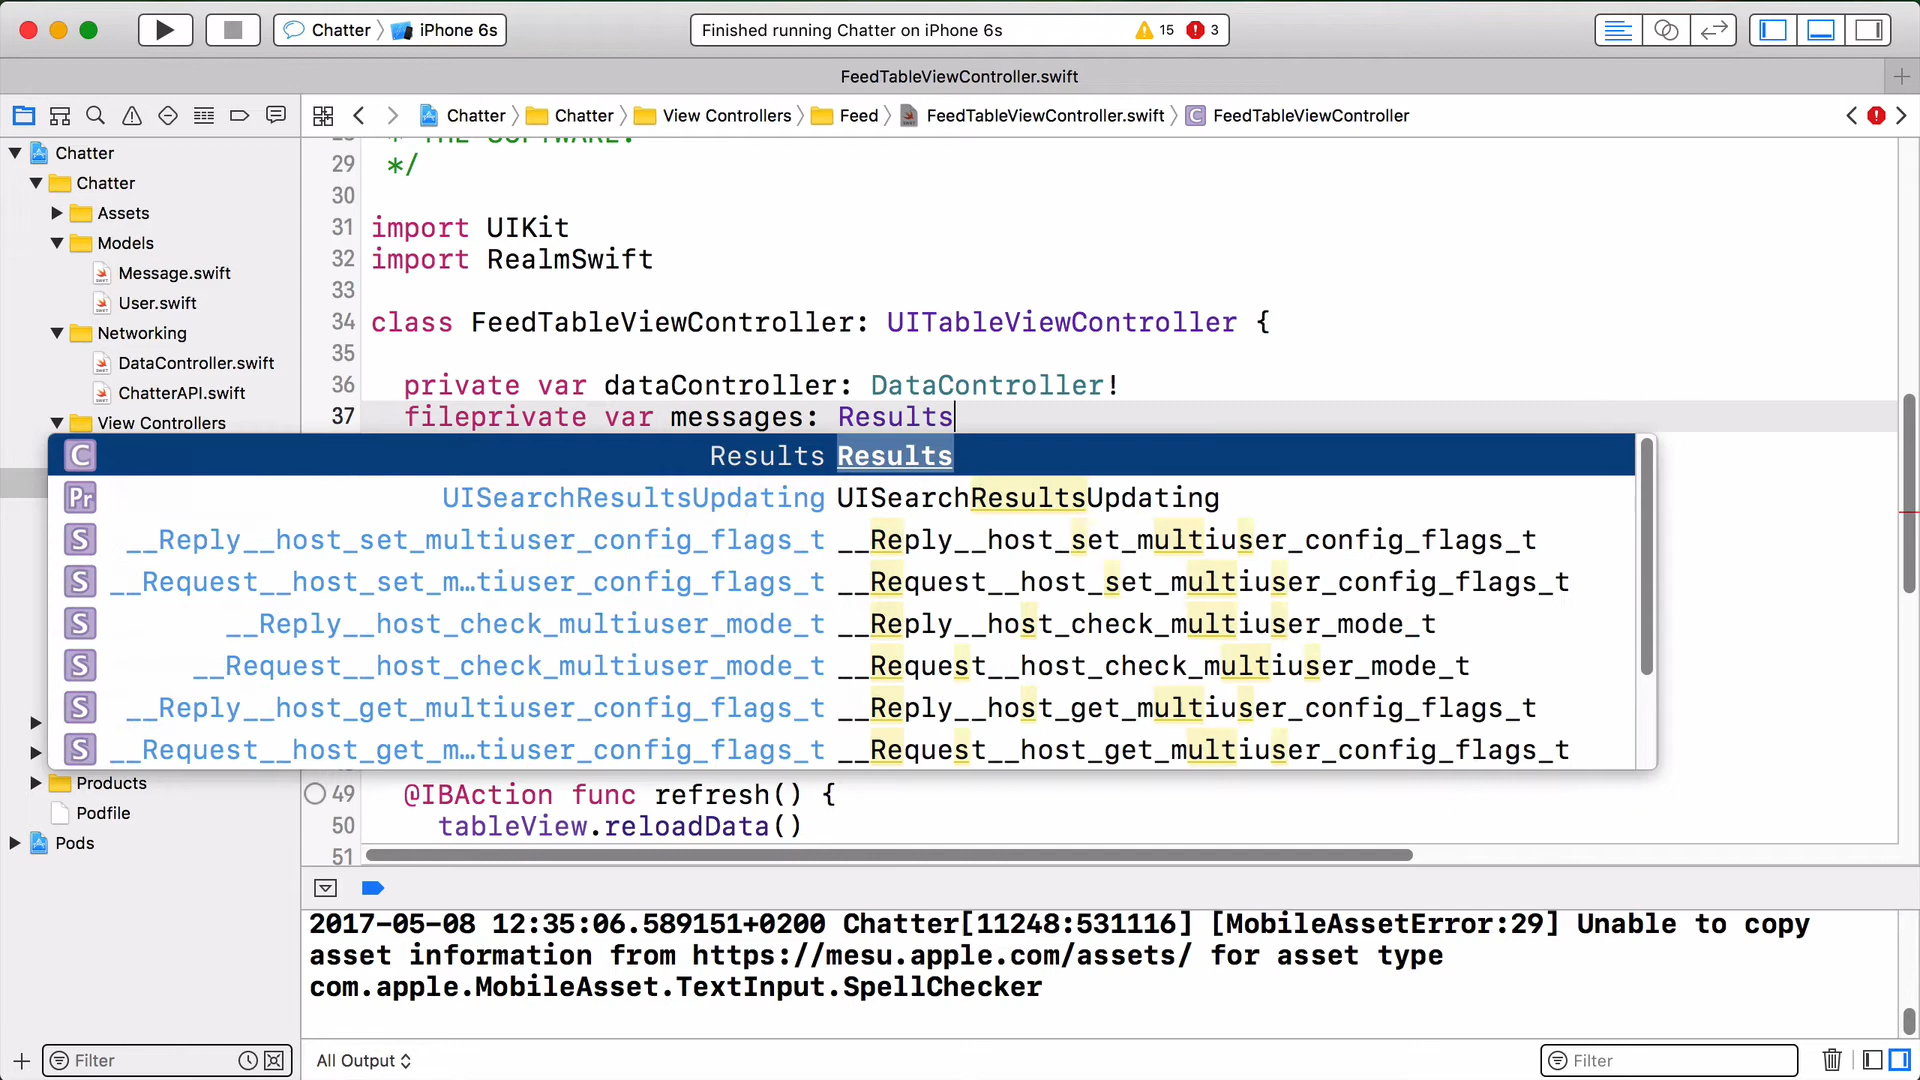 Chatter
iPhone 6s
Finished running Chatter on iPhone 6s
15
3
FeedTableViewController.swift
Chatter
Chatter
View Controllers
Feed
FeedTableViewController.swift
C
FeedTableViewController
Chatter
Chatter
Assets
Models
Message.swift
User.swift
Networking
DataController.swift
ChatterAPI.swift
View Controllers
Products
Podfile
Pods
28 * THE SOFTWARE.
29 */
30
31 import UIKit
32 import RealmSwift
33
34 class FeedTableViewController: UITableViewController {
35
36 private var dataController: DataController!
37 fileprivate var messages: Results
C Results Results
Pr UISearchResultsUpdating UISearchResultsUpdating
S __Reply__host_set_multiuser_config_flags_t __Reply__host_set_multiuser_config_flags_t
S __Request__host_set_m…tiuser_config_flags_t __Request__host_set_multiuser_config_flags_t
S __Reply__host_check_multiuser_mode_t __Reply__host_check_multiuser_mode_t
S __Request__host_check_multiuser_mode_t __Request__host_check_multiuser_mode_t
S __Reply__host_get_multiuser_config_flags_t __Reply__host_get_multiuser_config_flags_t
S __Request__host_get_m…tiuser_config_flags_t __Request__host_get_multiuser_config_flags_t
49 @IBAction func refresh() {
50 tableView.reloadData()
51
2017-05-08 12:35:06.589151+0200 Chatter[11248:531116] [MobileAssetError:29] Unable to copy
asset information from https://mesu.apple.com/assets/ for asset type
com.apple.MobileAsset.TextInput.SpellChecker
Filter
All Output
Filter